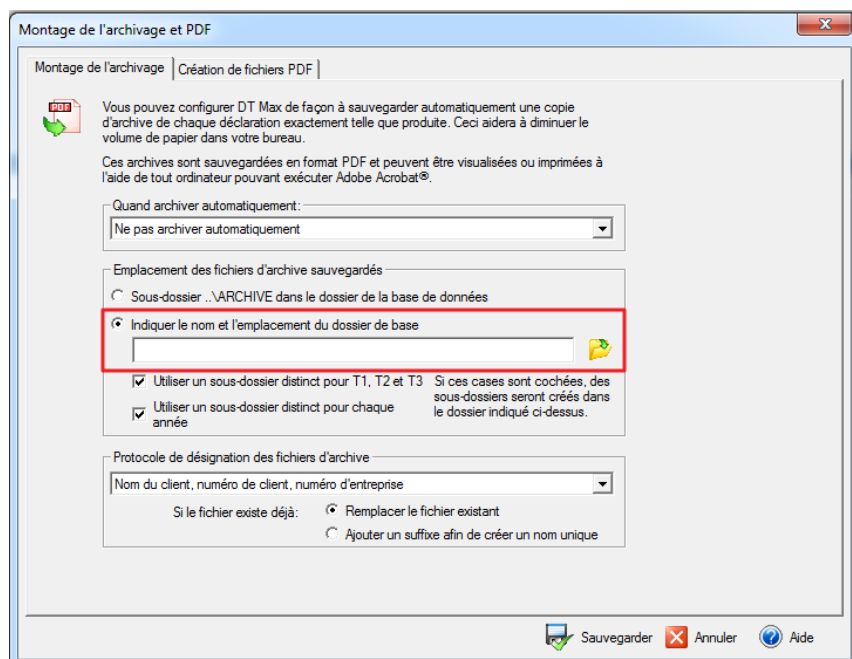 Montage de l'archivage et PDF
Montage de l'archivage
Création de fichiers PDF
PDF
Vous pouvez configurer DT Max de façon à sauvegarder automatiquement une copie
d'archive de chaque déclaration exactement telle que produite. Ceci aidera à diminuer le
volume de papier dans votre bureau.
Ces archives sont sauvegardées en format PDF et peuvent être visualisées ou imprimées à
l'aide de tout ordinateur pouvant exécuter Adobe Acrobat®.
Quand archiver automatiquement:
Ne pas archiver automatiquement
Emplacement des fichiers d'archive sauvegardés
Sous-dossier ..\ARCHIVE dans le dossier de la base de données
Indiquer le nom et l'emplacement du dossier de base
Utiliser un sous-dossier distinct pour T1, T2 et T3
Utiliser un sous-dossier distinct pour chaque
année
Si ces cases sont cochées, des
sous-dossiers seront créés dans
le dossier indiqué ci-dessus.
Protocole de désignation des fichiers d'archive
Nom du client, numéro de client, numéro d'entreprise
Si le fichier existe déjà:
Remplacer le fichier existant
Ajouter un suffixe afin de créer un nom unique
Sauvegarder
Annuler
Aide